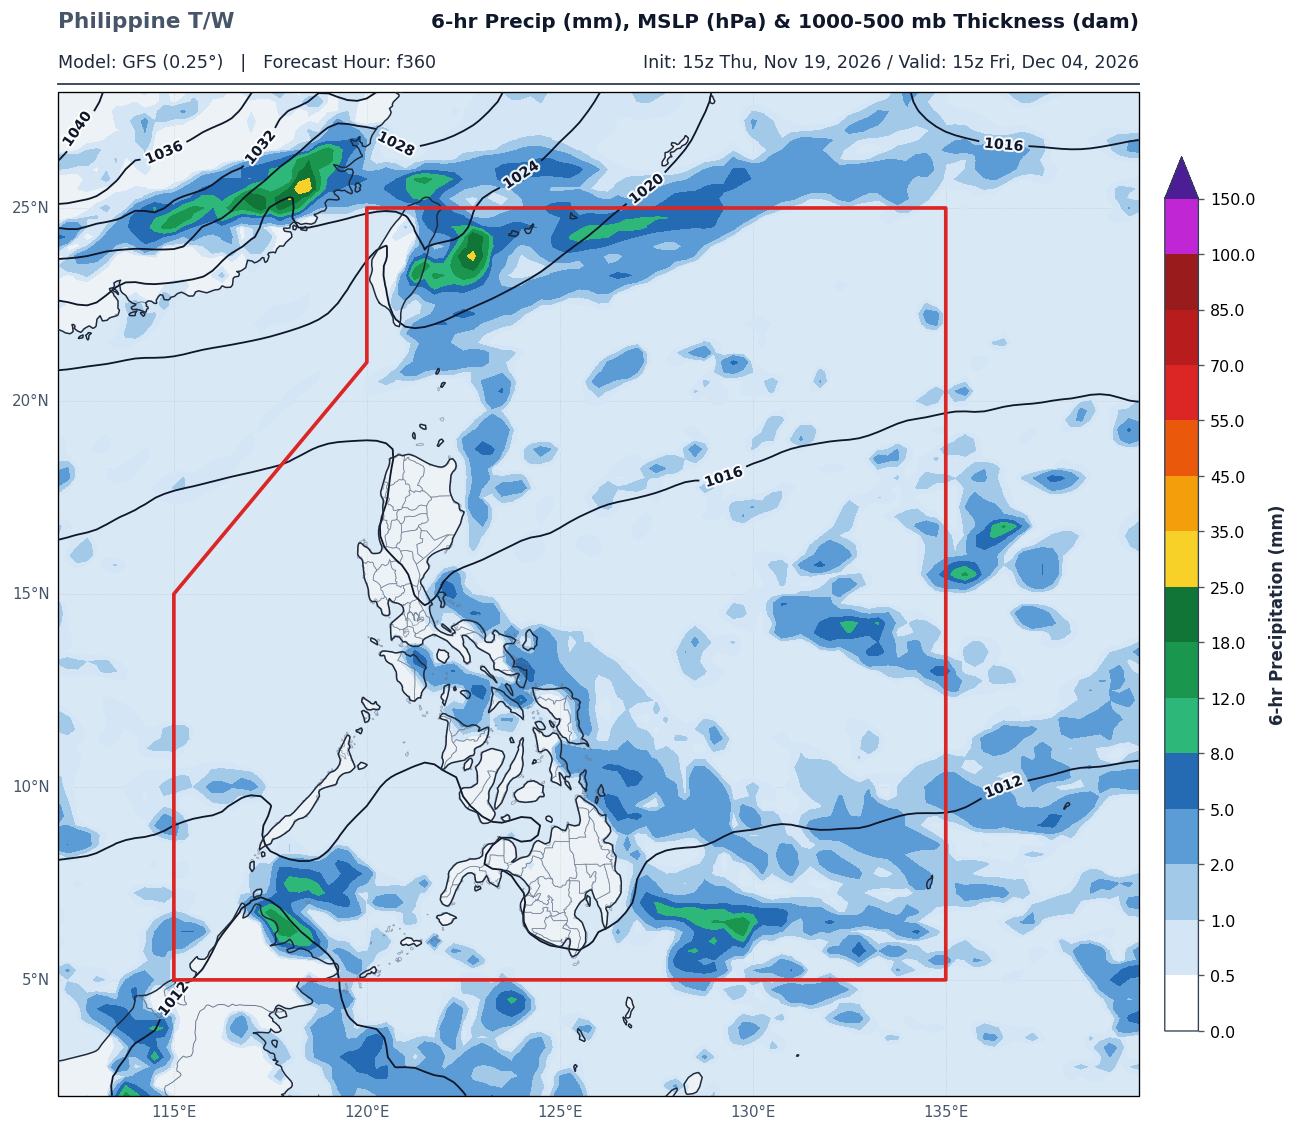 Philippine T/W
6-hr Precip (mm), MSLP (hPa) & 1000-500 mb Thickness (dam)
Model: GFS (0.25°) | Forecast Hour: f360
Init: 15z Thu, Nov 19, 2026 / Valid: 15z Fri, Dec 04, 2026
1040
1036
1032
1028
1024
1020
1016
1016
1012
1012
25°N
20°N
15°N
10°N
5°N
115°E
120°E
125°E
130°E
135°E
150.0
100.0
85.0
70.0
55.0
45.0
35.0
25.0
18.0
12.0
8.0
5.0
2.0
1.0
0.5
0.0
6-hr Precipitation (mm)